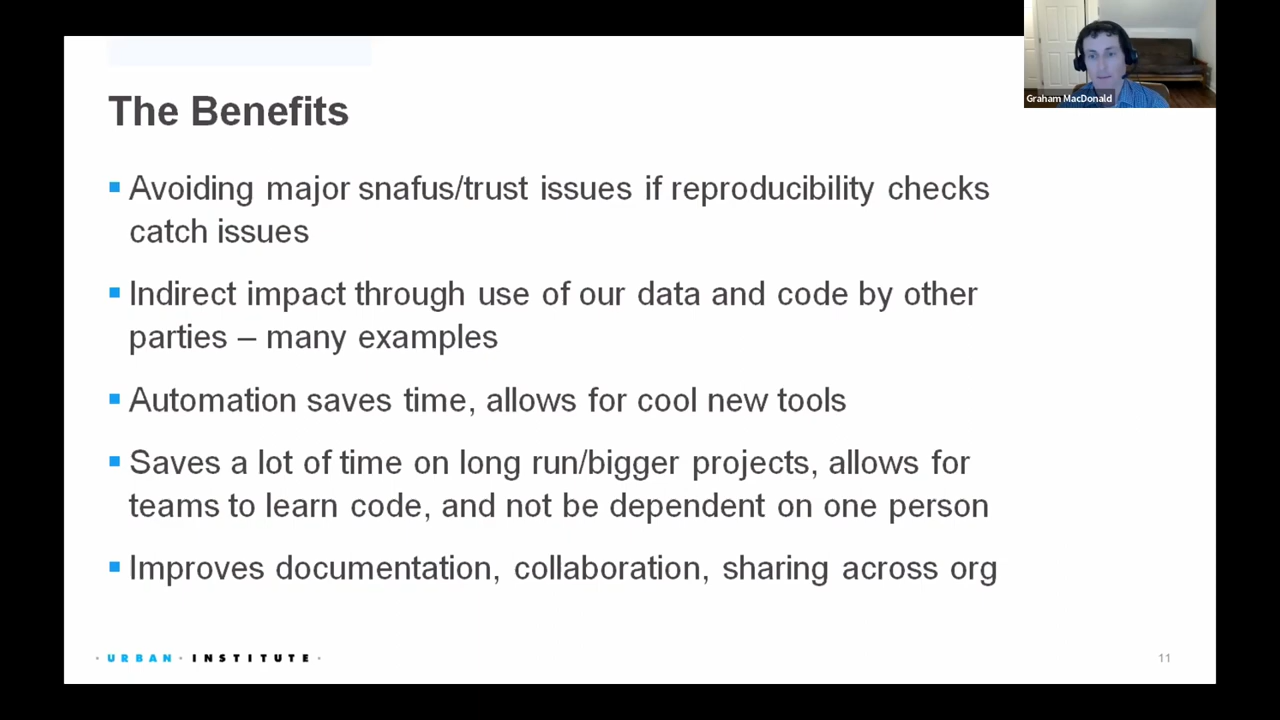 The Benefits
Graham MacDonald
Avoiding major snafus/trust issues if reproducibility checks
catch issues
Indirect impact through use of our data and code by other
parties – many examples
Automation saves time, allows for cool new tools
Saves a lot of time on long run/bigger projects, allows for
teams to learn code, and not be dependent on one person
Improves documentation, collaboration, sharing across org
· URBAN · INSTITUTE ·
11